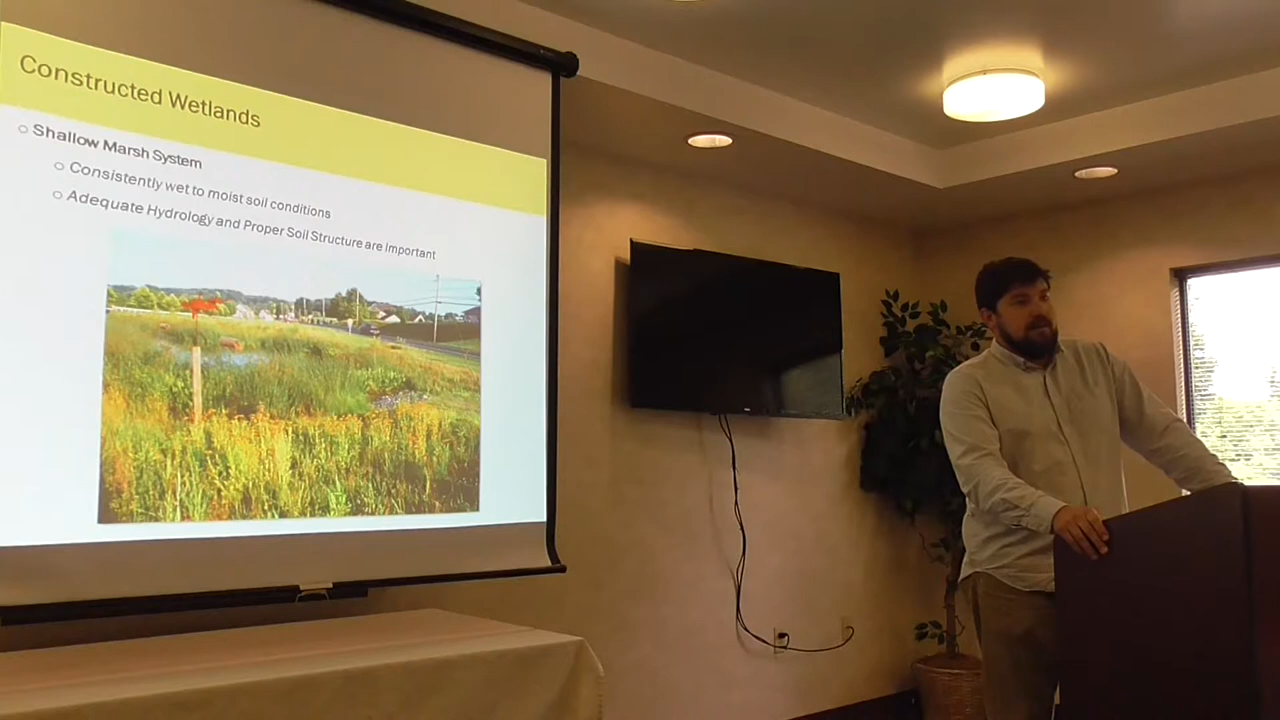 Constructed Wetlands
Shallow Marsh System
Consistently wet to moist soil conditions
Adequate Hydrology and Proper Soil Structure are Important